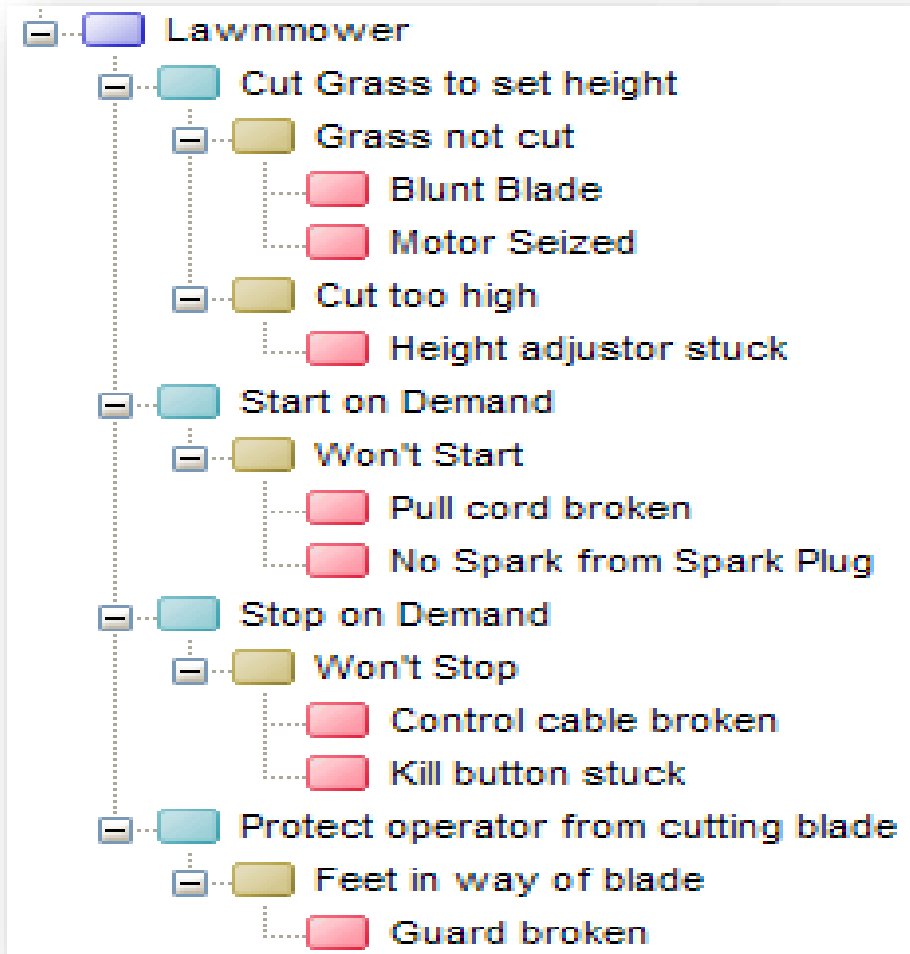 Lawnmower
Cut Grass to set height
Grass not cut
Blunt Blade
Motor Seized
Cut too high
Height adjustor stuck
Start on Demand
Won't Start
Pull cord broken
No Spark from Spark Plug
Stop on Demand
Won't Stop
Control cable broken
Kill button stuck
Protect operator from cutting blade
Feet in way of blade
Guard broken